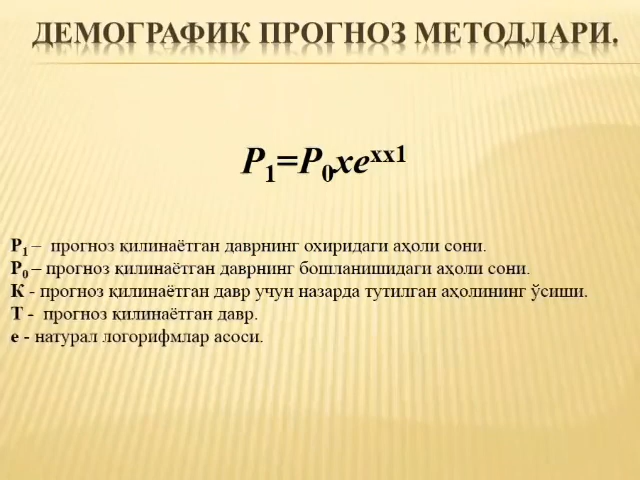 ДЕМОГРАФИК ПРОГНОЗ МЕТОДЛАРИ.
P₁=P₀xeˣˣ¹
P₁ – прогноз қилинаётган даврнинг охиридаги аҳоли сони.
P₀ – прогноз қилинаётган даврнинг бошланишидаги аҳоли сони.
К - прогноз қилинаётган давр учун назарда тутилган аҳолининг ўсиши.
Т - прогноз қилинаётган давр.
е - натурал логорифмлар асоси.